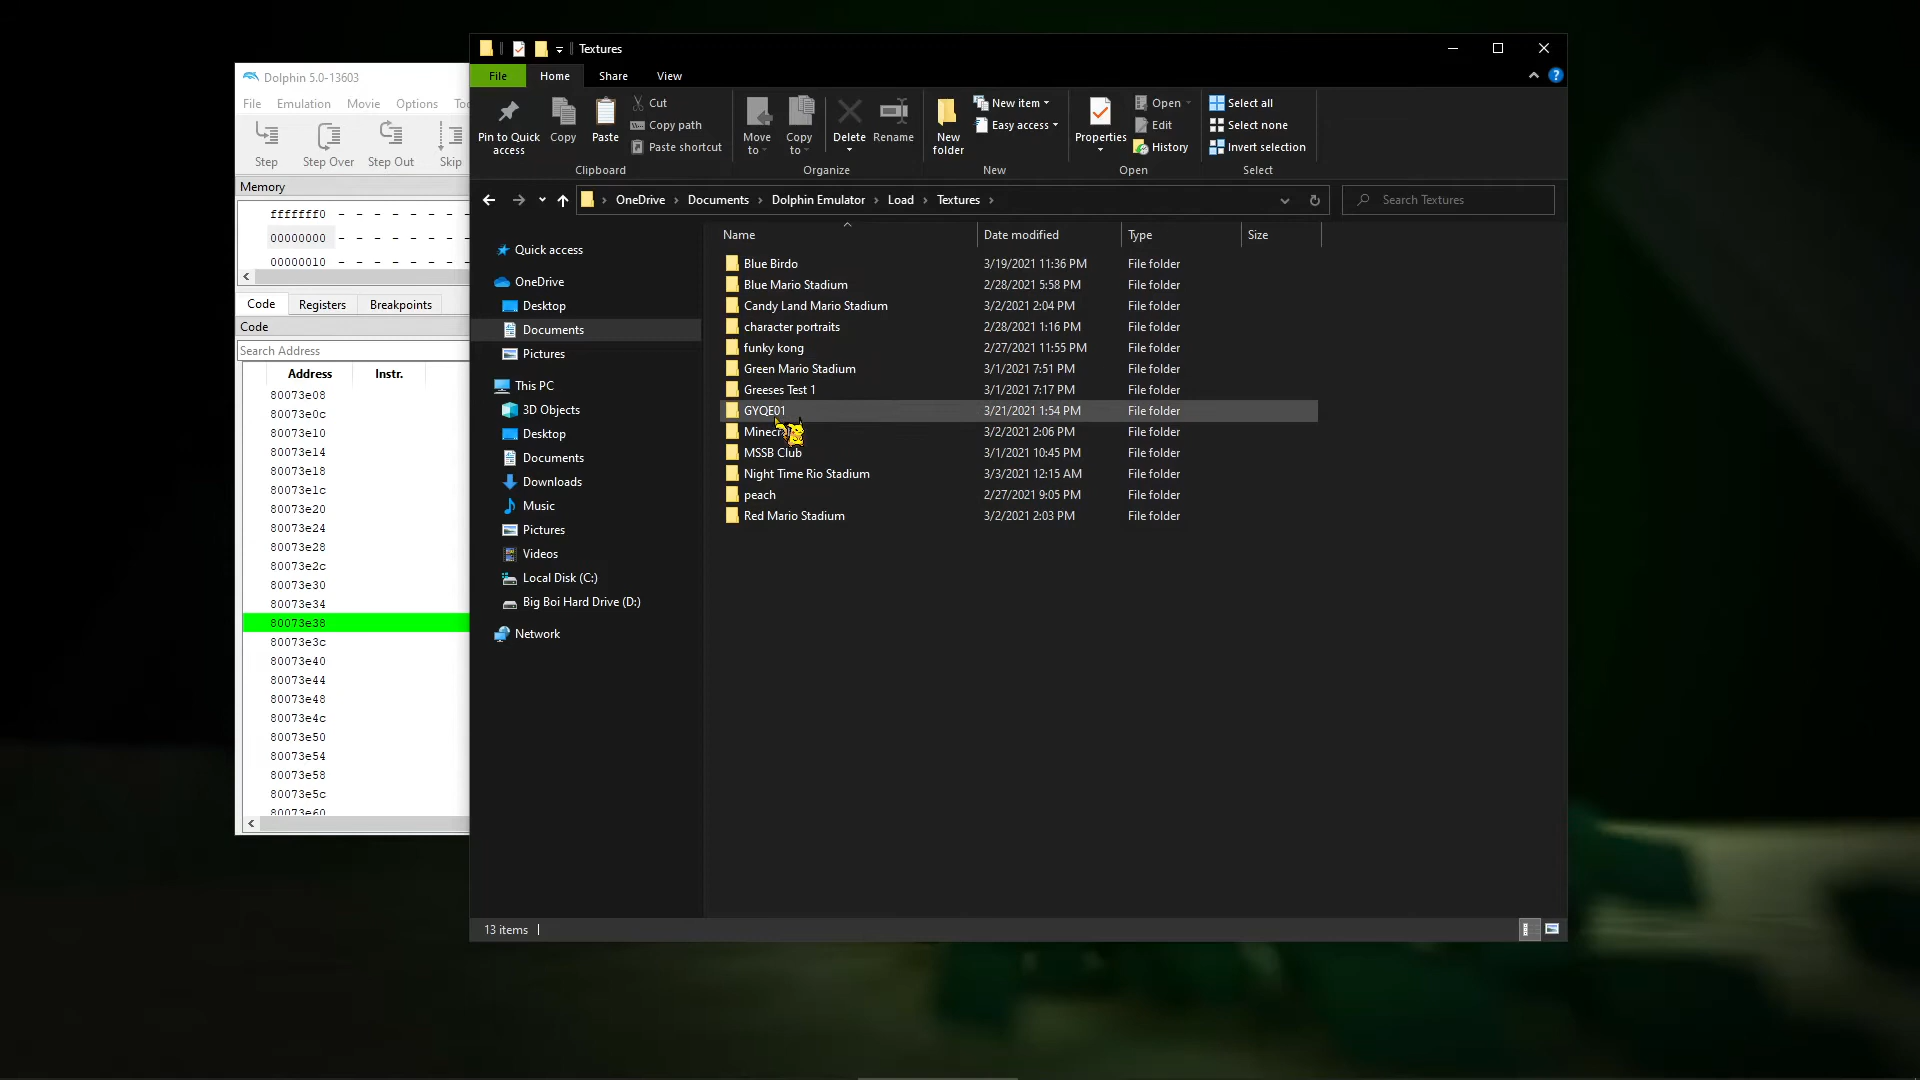 Textures
File Home Share View
Pin to Quick access
Copy
Paste
Cut
Copy path
Paste shortcut
Clipboard
Move to
Copy to
Delete
Rename
Organize
New folder
New item
Easy access
New
Properties
Open
Edit
History
Open
Select all
Select none
Invert selection
Select
OneDrive > Documents > Dolphin Emulator > Load > Textures >
Search Textures
Quick access
OneDrive
Desktop
Documents
Pictures
This PC
3D Objects
Desktop
Documents
Downloads
Music
Pictures
Videos
Local Disk (C:)
Big Boi Hard Drive (D:)
Network
Name Date modified Type Size
Blue Birdo 3/19/2021 11:36 PM File folder
Blue Mario Stadium 2/28/2021 5:58 PM File folder
Candy Land Mario Stadium 3/2/2021 2:04 PM File folder
character portraits 2/28/2021 1:16 PM File folder
funky kong 2/27/2021 11:55 PM File folder
Green Mario Stadium 3/1/2021 7:51 PM File folder
Greeses Test 1 3/1/2021 7:17 PM File folder
GYQE01 3/21/2021 1:54 PM File folder
3/2/2021 2:06 PM File folder
MSSB Club 3/1/2021 10:45 PM File folder
Night Time Rio Stadium 3/3/2021 12:15 AM File folder
peach 2/27/2021 9:05 PM File folder
Red Mario Stadium 3/2/2021 2:03 PM File folder
13 items
Dolphin 5.0-13603
File Emulation Movie Options
Step Step Over Step Out Skip
Memory
fffffff0 - - - - -
00000000 - - - - -
00000010 - - - - -
Code Registers Breakpoints
Code
Search Address
Address Instr.
80073e08
80073e0c
80073e10
80073e14
80073e18
80073e1c
80073e20
80073e24
80073e28
80073e2c
80073e30
80073e34
80073e38
80073e3c
80073e40
80073e44
80073e48
80073e4c
80073e50
80073e54
80073e58
80073e5c
80073e60